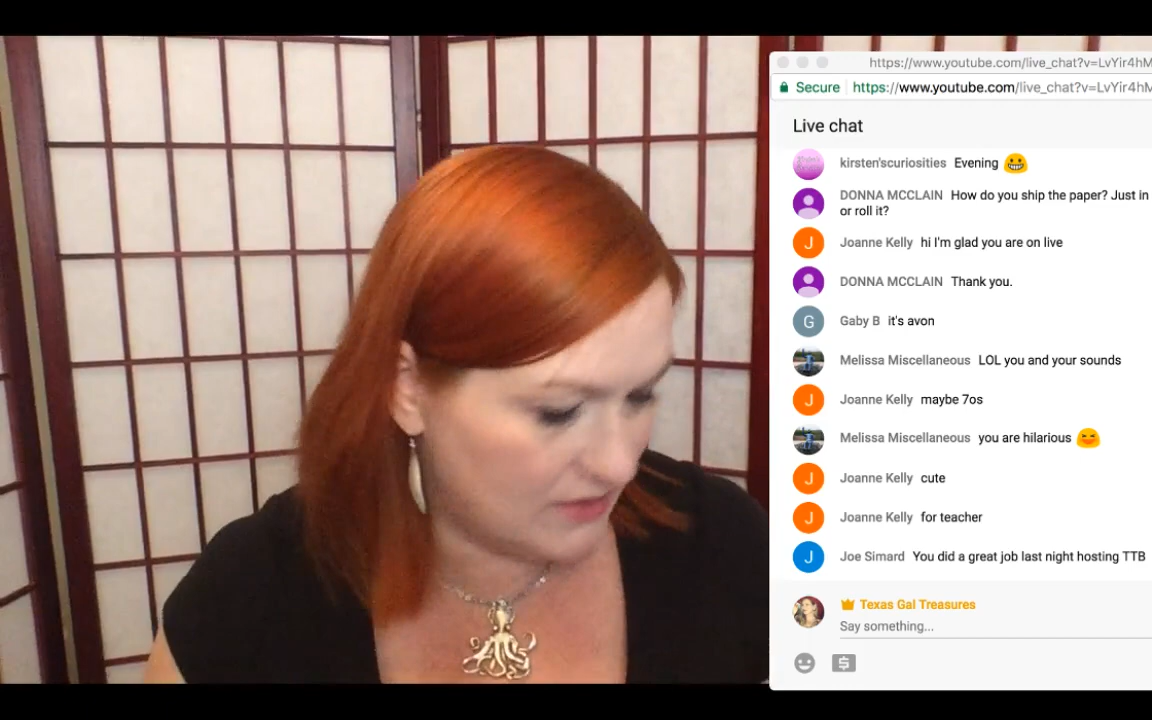 https://www.youtube.com/live_chat?v=LvYir4hM
Secure https://www.youtube.com/live_chat?v=LvYir4hM
Live chat
kirsten'scuriosities Evening
DONNA MCCLAIN How do you ship the paper? Just in
or roll it?
J Joanne Kelly hi I'm glad you are on live
DONNA MCCLAIN Thank you.
G Gaby B it's avon
Melissa Miscellaneous LOL you and your sounds
J Joanne Kelly maybe 7os
Melissa Miscellaneous you are hilarious
J Joanne Kelly cute
J Joanne Kelly for teacher
J Joe Simard You did a great job last night hosting TTB
Texas Gal Treasures
Say something...
$